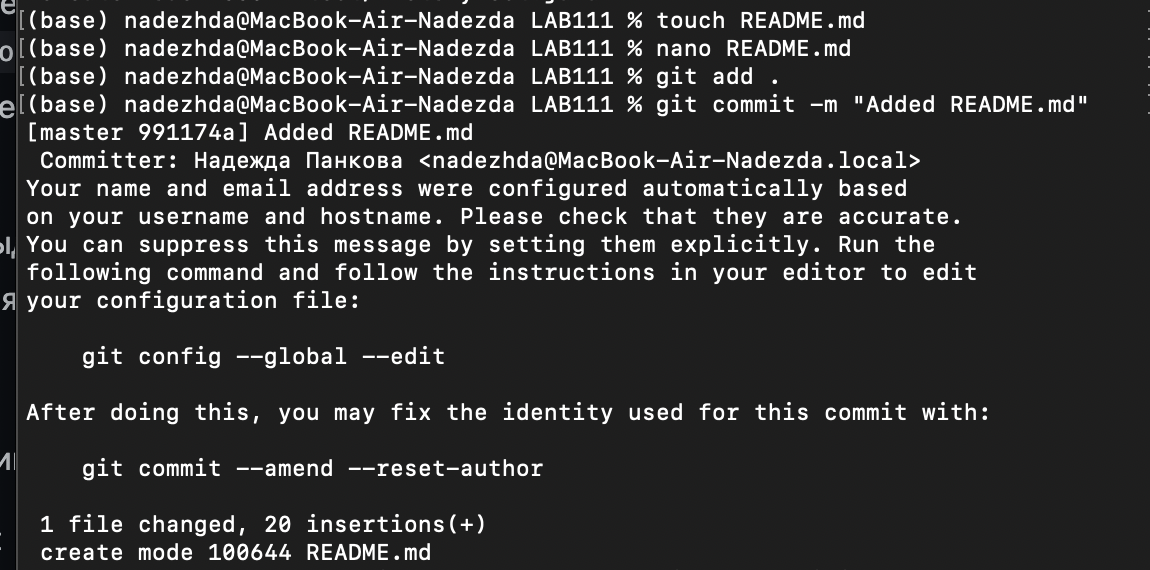 [(base) nadezhda@MacBook-Air-Nadezda LAB111 % touch README.md
[(base) nadezhda@MacBook-Air-Nadezda LAB111 % nano README.md
[(base) nadezhda@MacBook-Air-Nadezda LAB111 % git add .
[(base) nadezhda@MacBook-Air-Nadezda LAB111 % git commit -m "Added README.md"
[master 991174a] Added README.md
 Committer: Надежда Панкова <nadezhda@MacBook-Air-Nadezda.local>
Your name and email address were configured automatically based
on your username and hostname. Please check that they are accurate.
You can suppress this message by setting them explicitly. Run the
following command and follow the instructions in your editor to edit
your configuration file:
    git config --global --edit
After doing this, you may fix the identity used for this commit with:
    git commit --amend --reset-author
 1 file changed, 20 insertions(+)
 create mode 100644 README.md